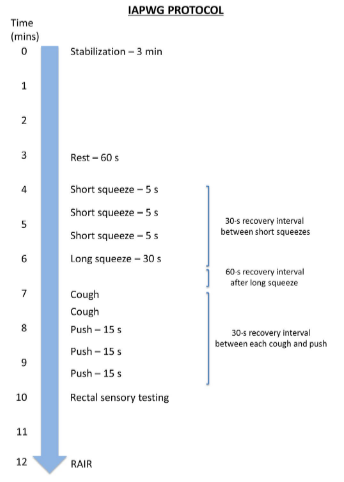 IAPWG PROTOCOL
Time
(mins)
0 Stabilization – 3 min
1
2
3 Rest – 60 s
4 Short squeeze – 5 s
Short squeeze – 5 s
5
Short squeeze – 5 s
30-s recovery interval
between short squeezes
6 Long squeeze – 30 s
60-s recovery interval
after long squeeze
7 Cough
Cough
8 Push – 15 s
30-s recovery interval
between each cough and push
Push – 15 s
9
Push – 15 s
10 Rectal sensory testing
11
12 RAIR